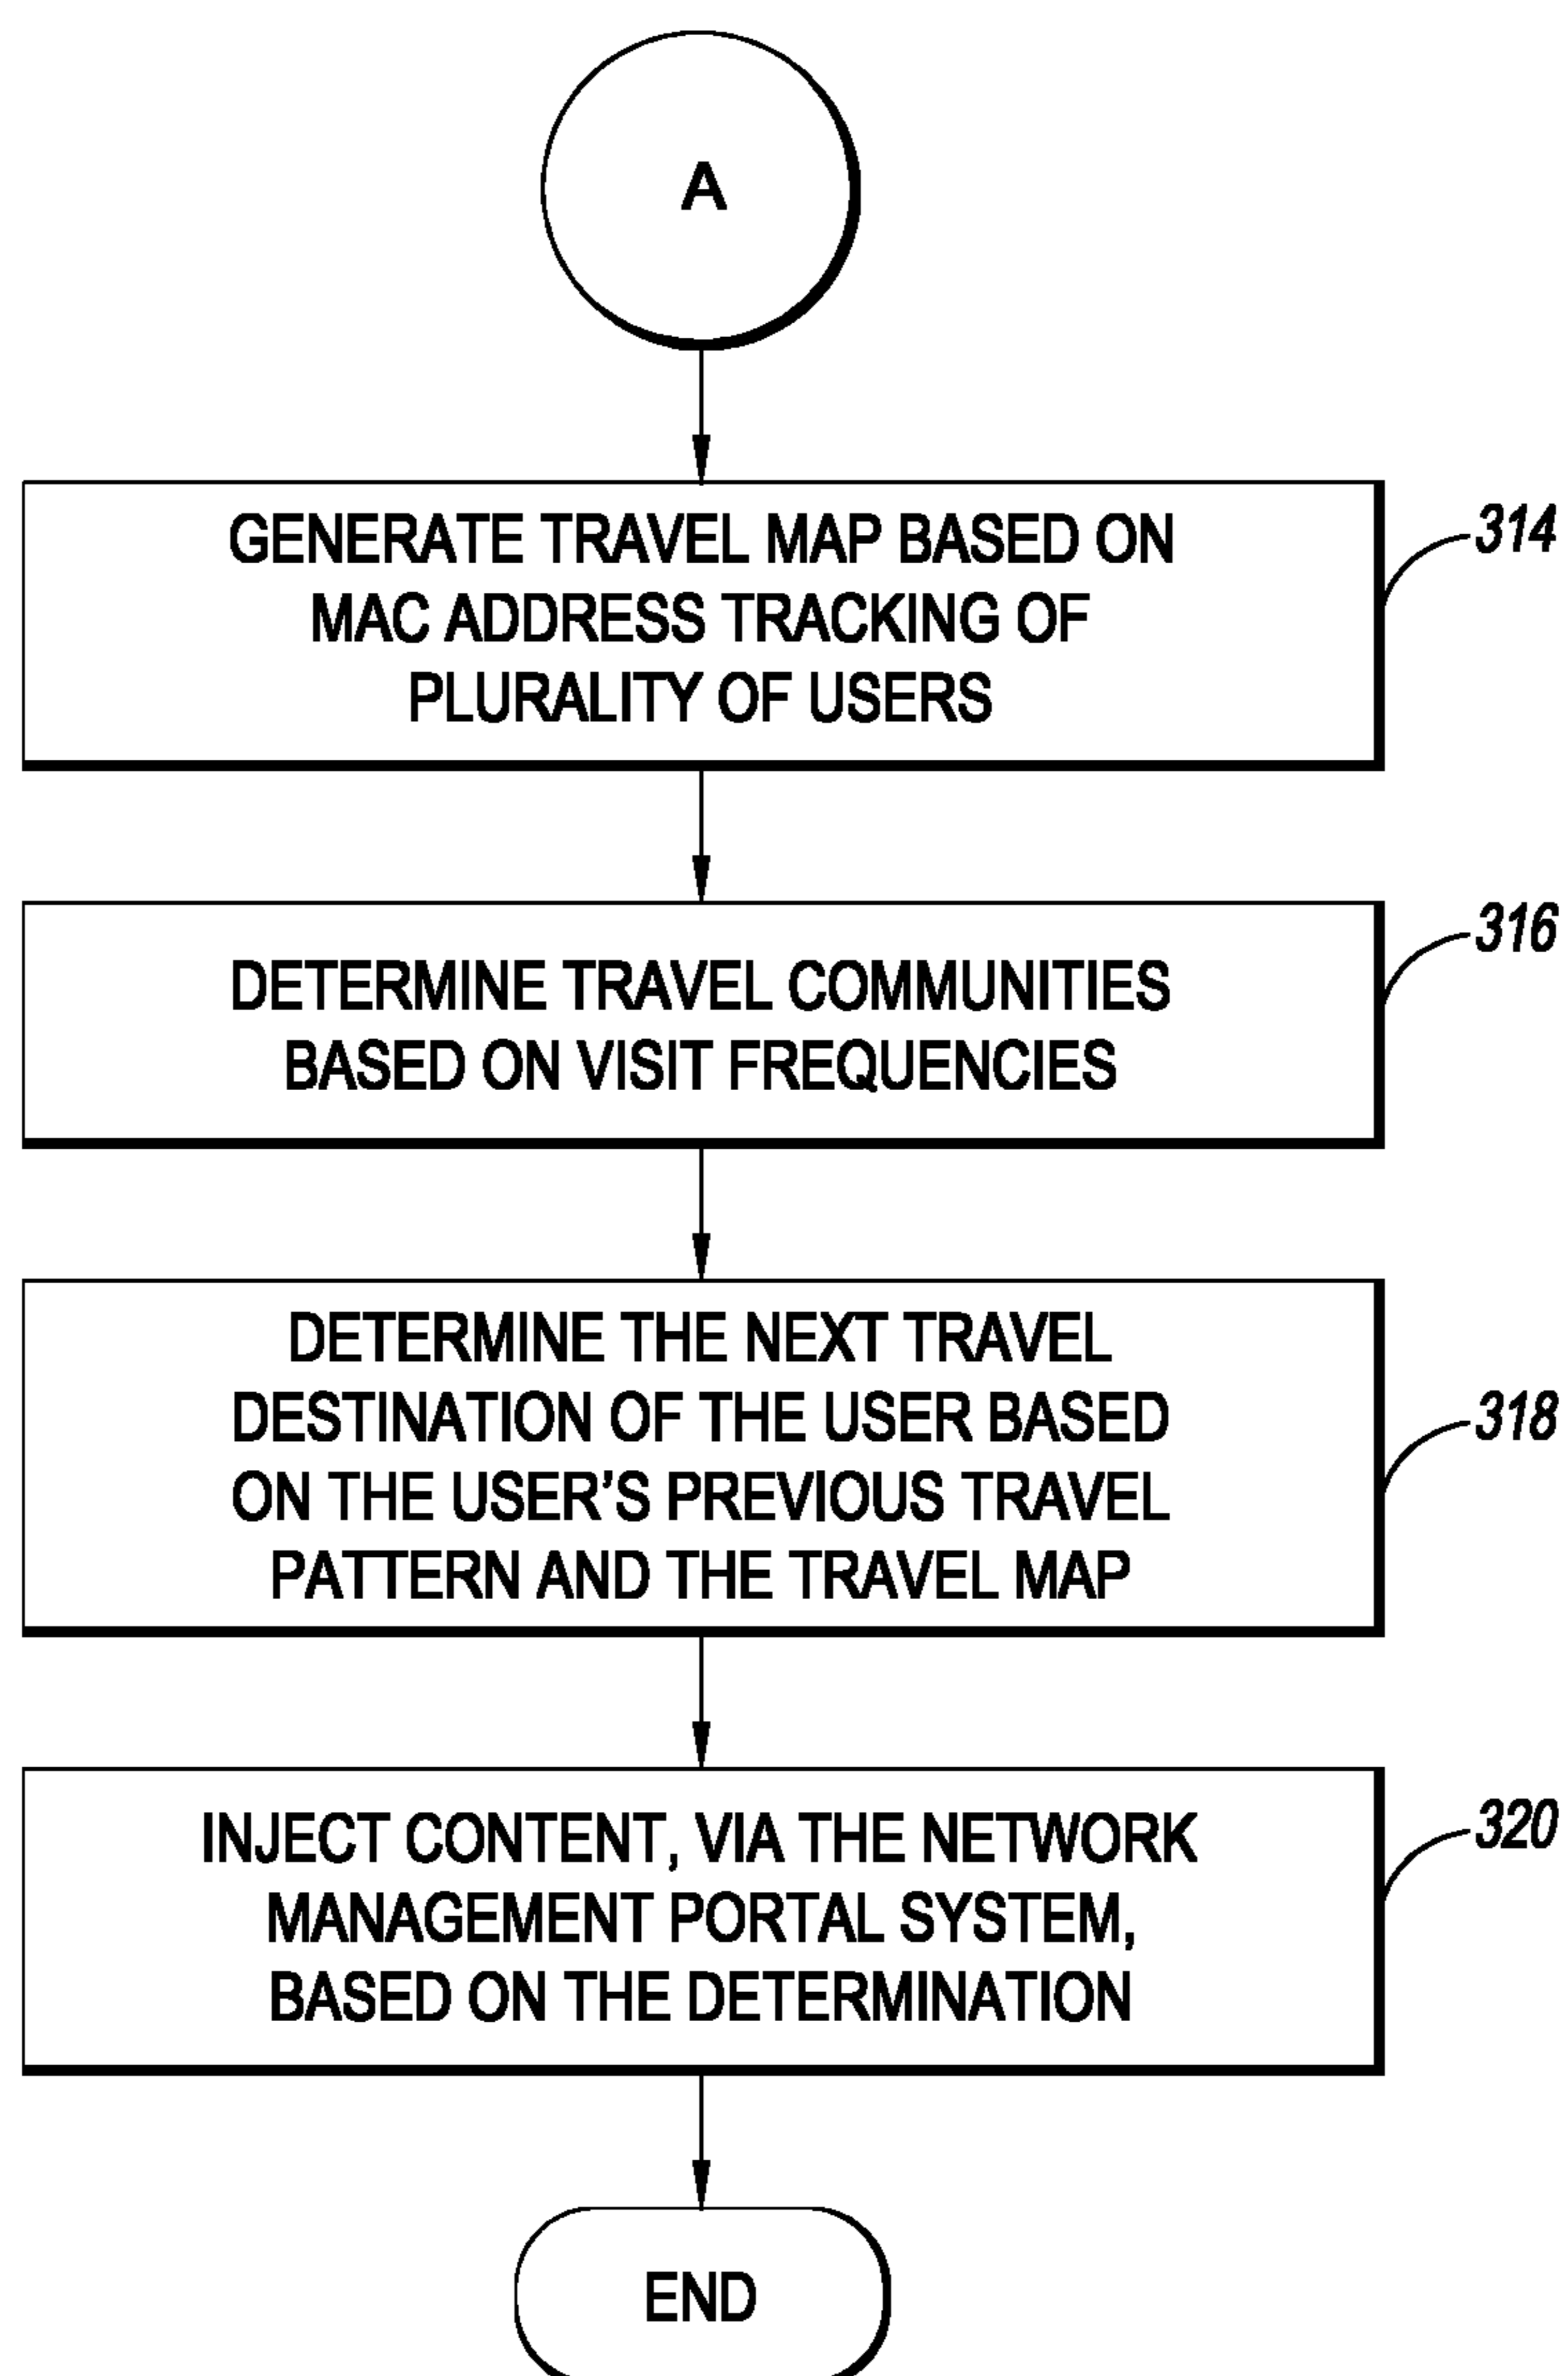 A
GENERATE TRAVEL MAP BASED ON
MAC ADDRESS TRACKING OF
PLURALITY OF USERS
314
DETERMINE TRAVEL COMMUNITIES
BASED ON VISIT FREQUENCIES
316
DETERMINE THE NEXT TRAVEL
DESTINATION OF THE USER BASED
ON THE USER’S PREVIOUS TRAVEL
PATTERN AND THE TRAVEL MAP
318
INJECT CONTENT, VIA THE NETWORK
MANAGEMENT PORTAL SYSTEM,
BASED ON THE DETERMINATION
320
END